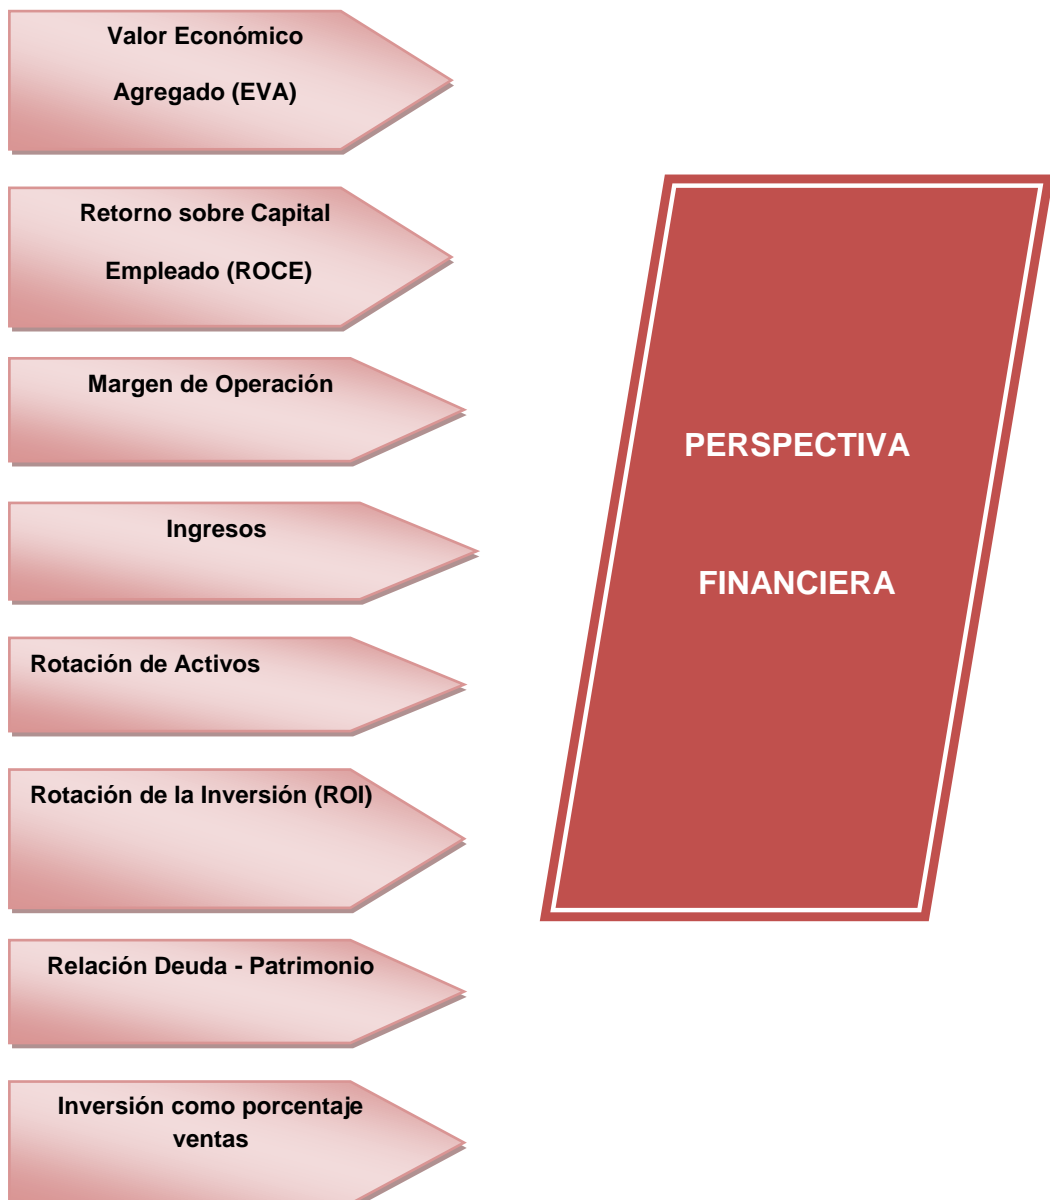 Valor Económico
Agregado (EVA)
Retorno sobre Capital
Empleado (ROCE)
Margen de Operación
Ingresos
Rotación de Activos
Rotación de la Inversión (ROI)
Relación Deuda - Patrimonio
Inversión como porcentaje
ventas
PERSPECTIVA
FINANCIERA